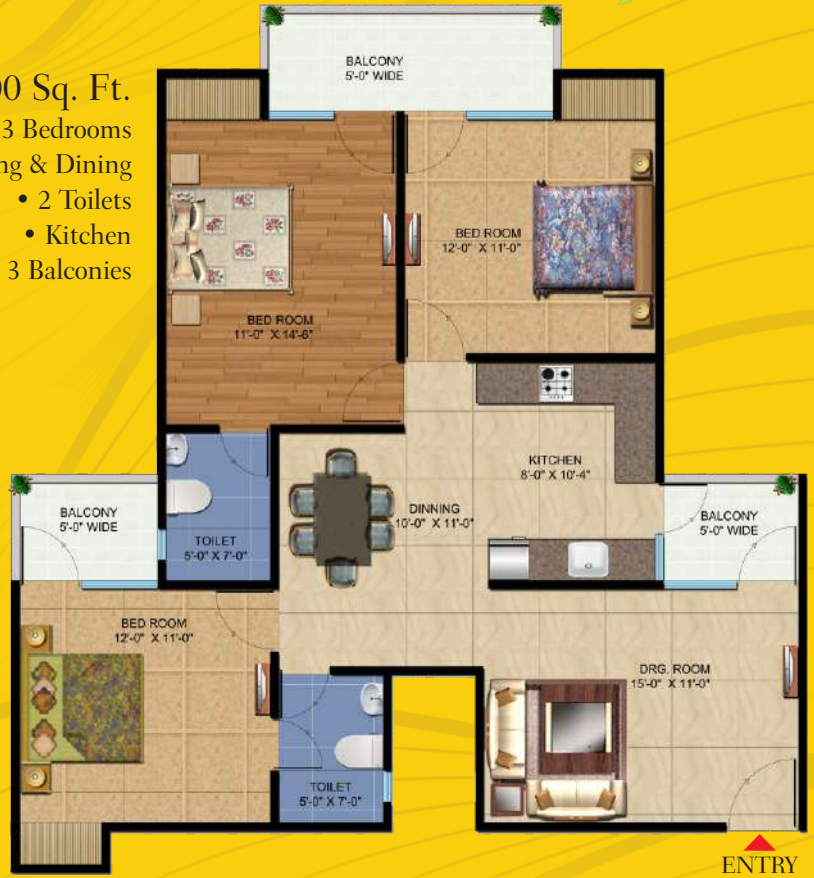 Sq. Ft.
3 Bedrooms
& Dining
• 2 Toilets
• Kitchen
3 Balconies
BALCONY
5'-0" WIDE
BED ROOM
12'-0" X 11'-0"
BED ROOM
11'-0" X 14'-6"
KITCHEN
8'-0" X 10'-4"
BALCONY
5'-0" WIDE
TOILET
5'-0" X 7'-0"
DINNING
10'-0" X 11'-0"
BALCONY
5'-0" WIDE
BED ROOM
12'-0" X 11'-0"
DRG. ROOM
15'-0" X 11'-0"
TOILET
5'-0" X 7'-0"
ENTRY